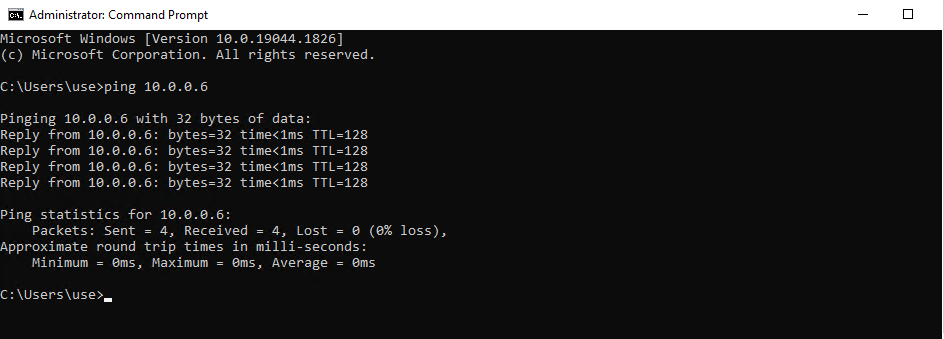 Administrator: Command Prompt
Microsoft Windows [Version 10.0.19044.1826]
(c) Microsoft Corporation. All rights reserved.
C:\Users\use>ping 10.0.0.6
Pinging 10.0.0.6 with 32 bytes of data:
Reply from 10.0.0.6: bytes=32 time<1ms TTL=128
Reply from 10.0.0.6: bytes=32 time<1ms TTL=128
Reply from 10.0.0.6: bytes=32 time<1ms TTL=128
Reply from 10.0.0.6: bytes=32 time<1ms TTL=128
Ping statistics for 10.0.0.6:
    Packets: Sent = 4, Received = 4, Lost = 0 (0% loss),
Approximate round trip times in milli-seconds:
    Minimum = 0ms, Maximum = 0ms, Average = 0ms
C:\Users\use>